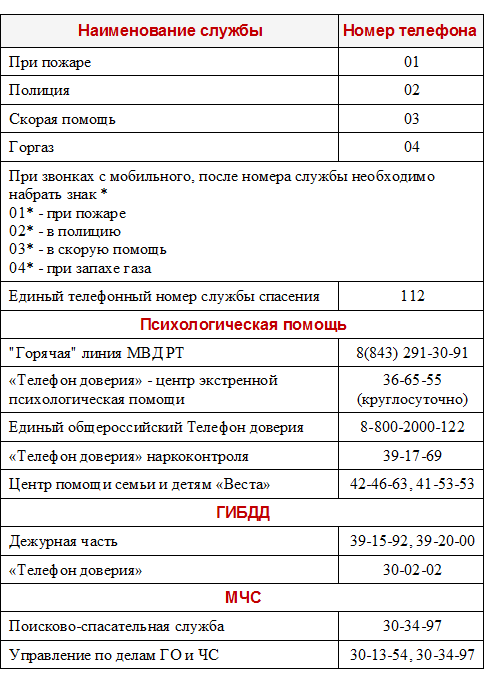 Наименование службы Номер телефона
При пожаре 01
Полиция 02
Скорая помощь 03
Горгаз 04
При звонках с мобильного, после номера службы необходимо
набрать знак *
01* - при пожаре
02* - в полицию
03* - в скорую помощь
04* - при запахе газа
Единый телефонный номер службы спасения 112
Психологическая помощь
"Горячая" линия МВД РТ 8(843) 291-30-91
«Телефон доверия» - центр экстренной 36-65-55
психологическая помощи (круглосуточно)
Единый общероссийский Телефон доверия 8-800-2000-122
«Телефон доверия» наркоконтроля 39-17-69
Центр помощи семьи и детям «Веста» 42-46-63, 41-53-53
ГИБДД
Дежурная часть 39-15-92, 39-20-00
«Телефон доверия» 30-02-02
МЧС
Поисково-спасательная служба 30-34-97
Управление по делам ГО и ЧС 30-13-54, 30-34-97